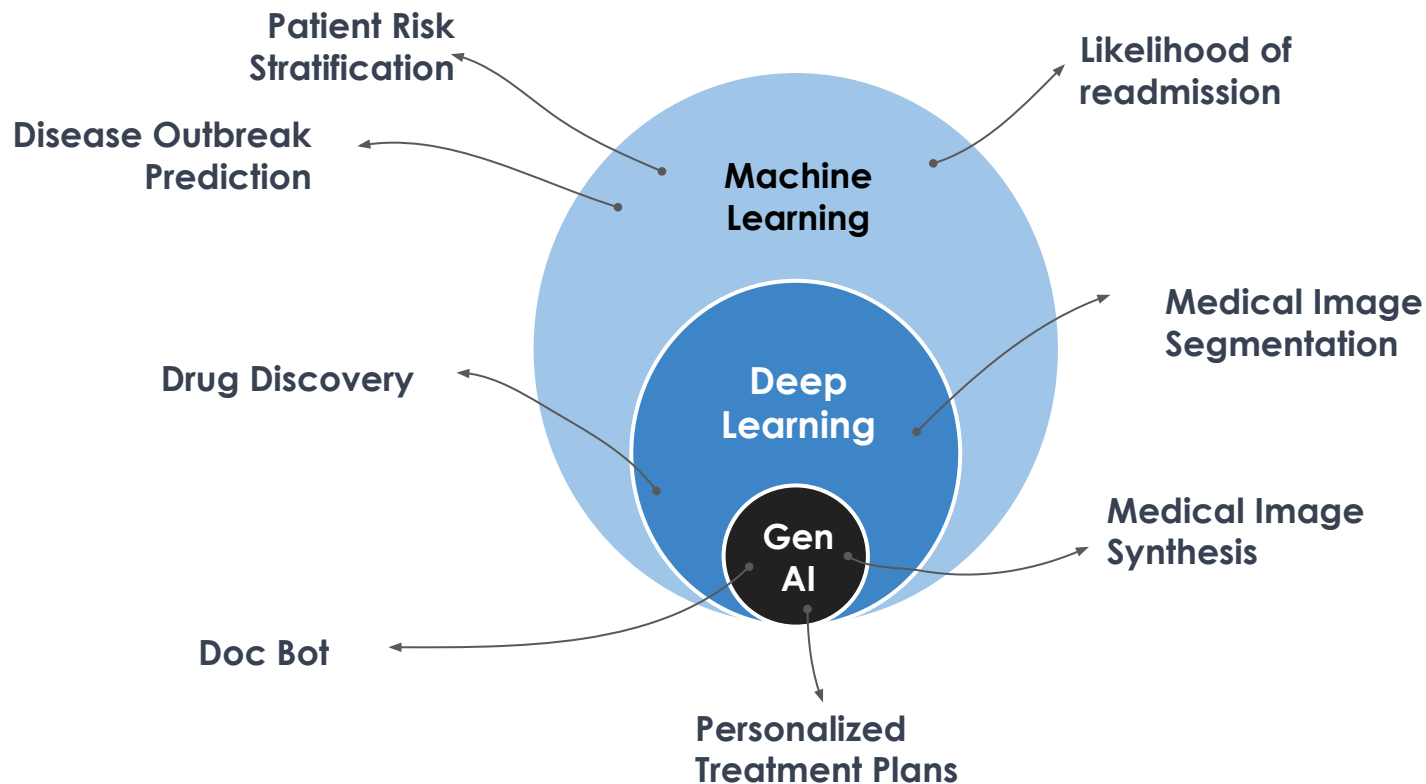 Patient Risk
Stratification
Likelihood of
readmission
Disease Outbreak
Prediction
Machine
Learning
Medical Image
Segmentation
Drug Discovery
Deep
Learning
Gen
AI
Medical Image
Synthesis
Doc Bot
Personalized
Treatment Plans